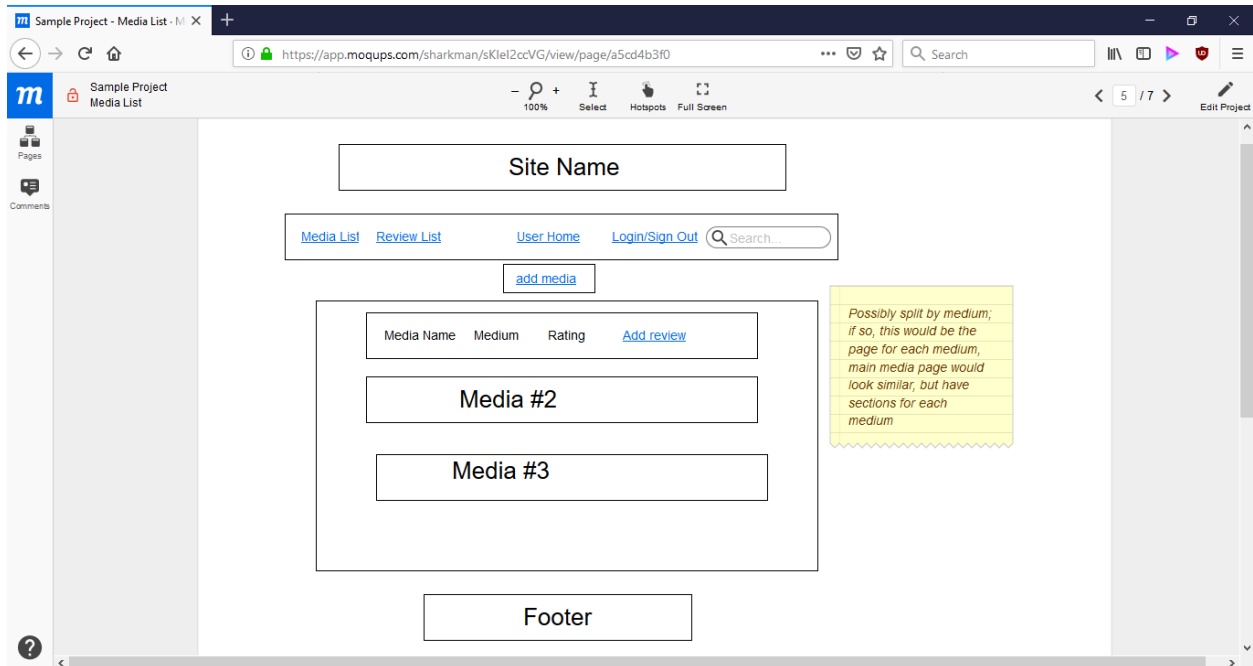 m Sample Project - Media List - M
https://app.moqups.com/sharkman/sKIeI2ccVG/view/page/a5cd4b3f0
Search
m
Sample Project
Media List
100%
Select
Hotspots
Full Screen
5 / 7
Edit Project
Pages
Comments
Site Name
Media List Review List User Home Login/Sign Out Search...
add media
Media Name Medium Rating Add review
Media #2
Media #3
Possibly split by medium;
if so, this would be the
page for each medium,
main media page would
look similar, but have
sections for each
medium
Footer